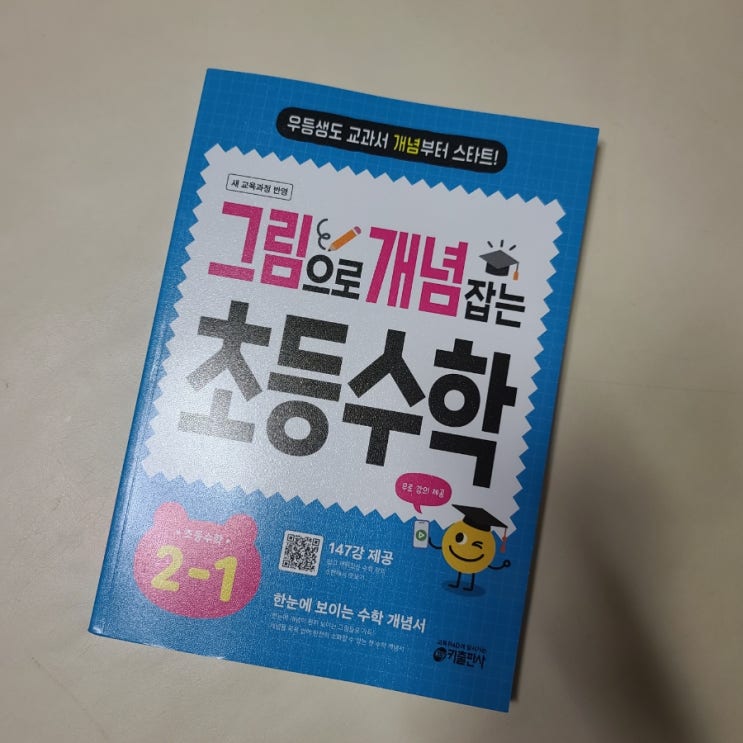 우등생도 교과서 개념부터 스타트!
새 교육과정 반영
그림으로 개념 잡는
초등수학
무료 강의 제공
초등수학
2-1
147강 제공
한눈에 보이는 수학 개념서
키출판사